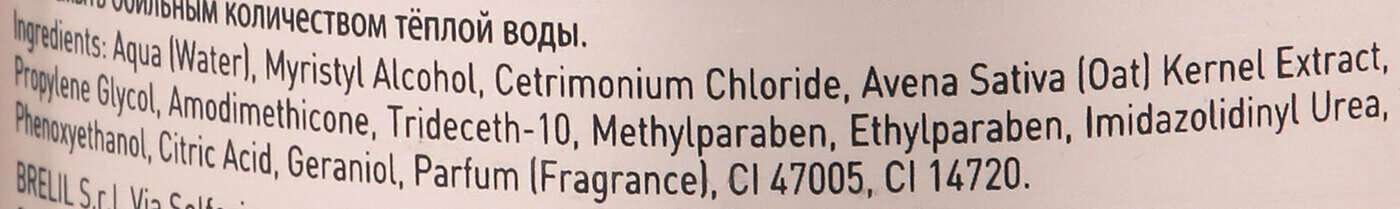 обильным количеством тёплой воды.
Ingredients: Aqua (Water), Myristyl Alcohol, Cetrimonium Chloride, Avena Sativa (Oat) Kernel Extract,
Propylene Glycol, Amodimethicone, Trideceth-10, Methylparaben, Ethylparaben, Imidazolidinyl Urea,
Phenoxyethanol, Citric Acid, Geraniol, Parfum (Fragrance), CI 47005, CI 14720.
BRELIL S.r.l. Via